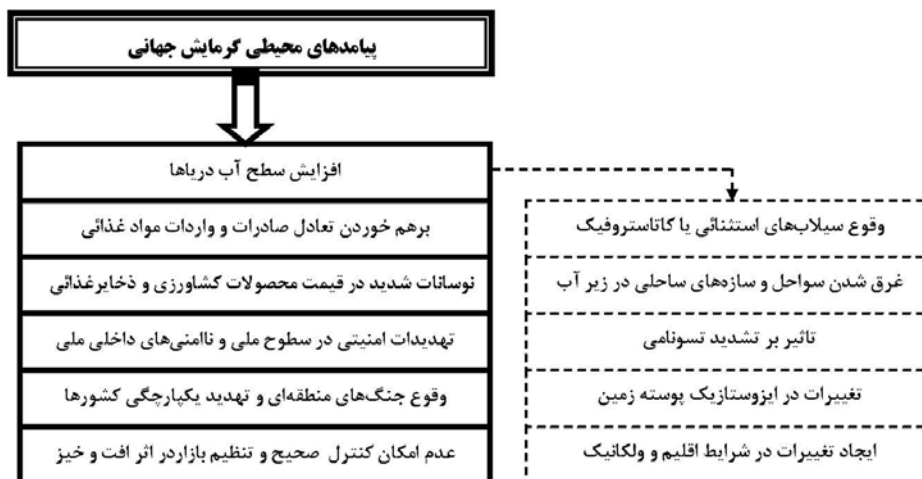 پیامدهای محیطی گرمایش جهانی
افزایش سطح آب دریاها
برهم خوردن تعادل صادرات و واردات مواد غذائی
نوسانات شدید در قیمت محصولات کشاورزی و ذخایرغذائی
تهدیدات امنیتی در سطوح ملی و ناامنی‌های داخلی ملی
وقوع جنگ‌های منطقه‌ای و تهدید یکپارچگی کشورها
عدم امکان کنترل صحیح و تنظیم بازاردر اثر افت و خیز
وقوع سیلاب‌های استثنائی یا کاتاستروفیک
غرق شدن سواحل و سازه‌های ساحلی در زیر آب
تاثیر بر تشدید تسونامی
تغییرات در ایزوستازیک پوسته زمین
ایجاد تغییرات در شرایط اقلیم و ولکانیک